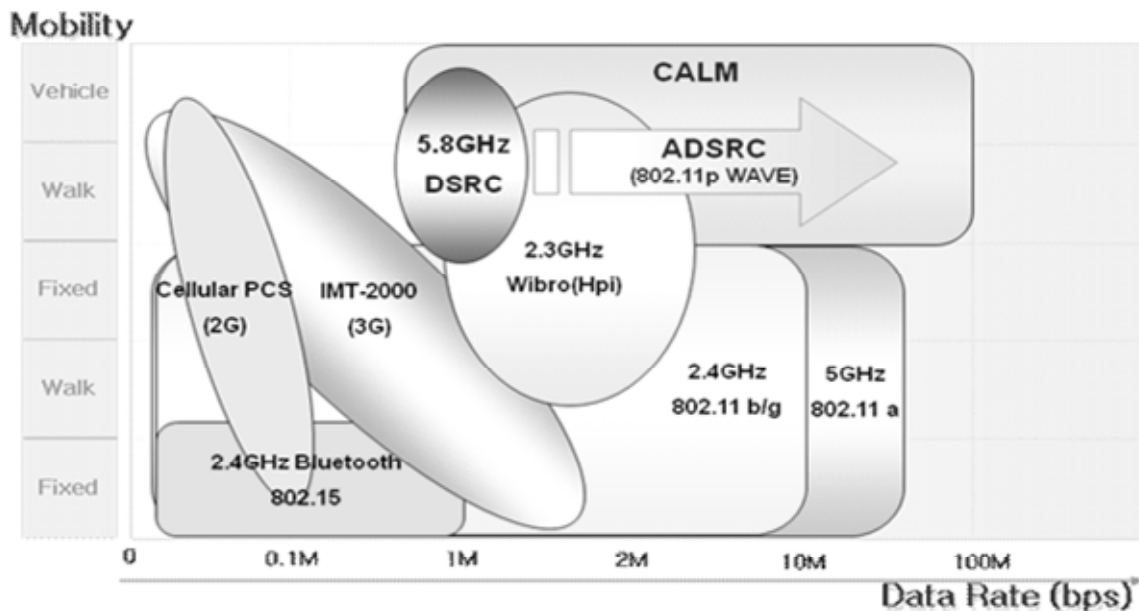 Mobility
Vehicle
Walk
Fixed
Walk
Fixed
CALM
5.8GHz
DSRC
ADSRC
(802.11p WAVE)
2.3GHz
Wibro(Hpi)
Cellular PCS
(2G)
IMT-2000
(3G)
2.4GHz
802.11 b/g
5GHz
802.11 a
2.4GHz Bluetooth
802.15
0
0.1M
1M
2M
10M
100M
Data Rate (bps)